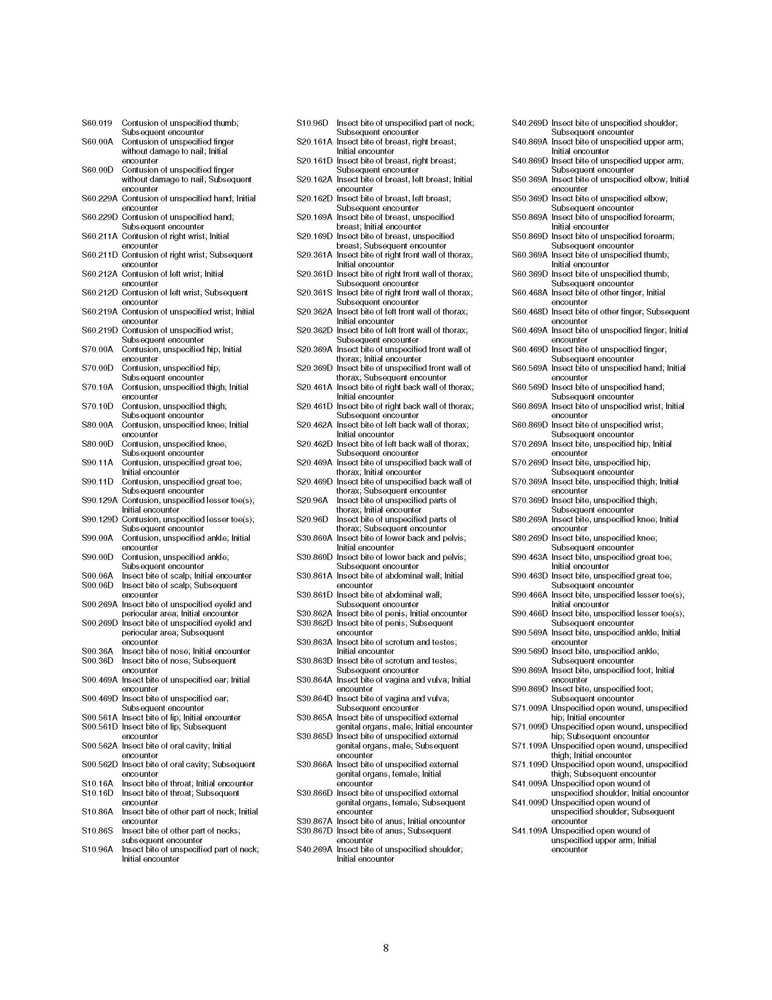 S60.019 Contusion of unspecified thumb;
Subsequent encounter
S60.00A Contusion of unspecified finger
without damage to nail; Initial
encounter
S60.00D Contusion of unspecified finger
without damage to nail; Subsequent
encounter
S60.229A Contusion of unspecified hand; Initial
encounter
S60.229D Contusion of unspecified hand;
Subsequent encounter
S60.211A Contusion of right wrist; Initial
encounter
S60.211D Contusion of right wrist; Subsequent
encounter
S60.212A Contusion of left wrist; Initial
encounter
S60.212D Contusion of left wrist; Subsequent
encounter
S60.219A Contusion of unspecified wrist; Initial
encounter
S60.219D Contusion of unspecified wrist;
Subsequent encounter
S70.00A Contusion, unspecified hip; Initial
encounter
S70.00D Contusion, unspecified hip;
Subsequent encounter
S70.10A Contusion, unspecified thigh; Initial
encounter
S70.10D Contusion, unspecified thigh;
Subsequent encounter
S80.00A Contusion, unspecified knee; Initial
encounter
S80.00D Contusion, unspecified knee;
Subsequent encounter
S90.11A Contusion, unspecified great toe;
Initial encounter
S90.11D Contusion, unspecified great toe;
Subsequent encounter
S90.129A Contusion, unspecified lesser toe(s);
Initial encounter
S90.129D Contusion, unspecified lesser toe(s);
Subsequent encounter
S90.00A Contusion, unspecified ankle; Initial
encounter
S90.00D Contusion, unspecified ankle;
Subsequent encounter
S00.06A Insect bite of scalp; Initial encounter
S00.06D Insect bite of scalp; Subsequent
encounter
S00.269A Insect bite of unspecified eyelid and
periocular area; Initial encounter
S00.269D Insect bite of unspecified eyelid and
periocular area; Subsequent
encounter
S00.36A Insect bite of nose; Initial encounter
S00.36D Insect bite of nose; Subsequent
encounter
S00.469A Insect bite of unspecified ear; Initial
encounter
S00.469D Insect bite of unspecified ear;
Subsequent encounter
S00.561A Insect bite of lip; Initial encounter
S00.561D Insect bite of lip; Subsequent
encounter
S00.562A Insect bite of oral cavity; Initial
encounter
S00.562D Insect bite of oral cavity; Subsequent
encounter
S10.16A Insect bite of throat; Initial encounter
S10.16D Insect bite of throat; Subsequent
encounter
S10.86A Insect bite of other part of neck; Initial
encounter
S10.86S Insect bite of other part of necks;
subsequent encounter
S10.96A Insect bite of unspecified part of neck;
Initial encounter
S10.96D Insect bite of unspecified part of neck;
Subsequent encounter
S20.161A Insect bite of breast, right breast;
Initial encounter
S20.161D Insect bite of breast, right breast;
Subsequent encounter
S20.162A Insect bite of breast, left breast; Initial
encounter
S20.162D Insect bite of breast, left breast;
Subsequent encounter
S20.169A Insect bite of breast, unspecified
breast; Initial encounter
S20.169D Insect bite of breast, unspecified
breast; Subsequent encounter
S20.361A Insect bite of right front wall of thorax;
Initial encounter
S20.361D Insect bite of right front wall of thorax;
Subsequent encounter
S20.361S Insect bite of right front wall of thorax;
Subsequent encounter
S20.362A Insect bite of left front wall of thorax;
Initial encounter
S20.362D Insect bite of left front wall of thorax;
Subsequent encounter
S20.369A Insect bite of unspecified front wall of
thorax; Initial encounter
S20.369D Insect bite of unspecified front wall of
thorax; Subsequent encounter
S20.461A Insect bite of right back wall of thorax;
Initial encounter
S20.461D Insect bite of right back wall of thorax;
Subsequent encounter
S20.462A Insect bite of left back wall of thorax;
Initial encounter
S20.462D Insect bite of left back wall of thorax;
Subsequent encounter
S20.469A Insect bite of unspecified back wall of
thorax; Initial encounter
S20.469D Insect bite of unspecified back wall of
thorax; Subsequent encounter
S20.96A Insect bite of unspecified parts of
thorax; Initial encounter
S20.96D Insect bite of unspecified parts of
thorax; Subsequent encounter
S30.860A Insect bite of lower back and pelvis;
Initial encounter
S30.860D Insect bite of lower back and pelvis;
Subsequent encounter
S30.861A Insect bite of abdominal wall; Initial
encounter
S30.861D Insect bite of abdominal wall;
Subsequent encounter
S30.862A Insect bite of penis; Initial encounter
S30.862D Insect bite of penis; Subsequent
encounter
S30.863A Insect bite of scrotum and testes;
Initial encounter
S30.863D Insect bite of scrotum and testes;
Subsequent encounter
S30.864A Insect bite of vagina and vulva; Initial
encounter
S30.864D Insect bite of vagina and vulva;
Subsequent encounter
S30.865A Insect bite of unspecified external
genital organs, male; Initial encounter
S30.865D Insect bite of unspecified external
genital organs, male; Subsequent
encounter
S30.866A Insect bite of unspecified external
genital organs, female; Initial
encounter
S30.866D Insect bite of unspecified external
genital organs, female; Subsequent
encounter
S30.867A Insect bite of anus; Initial encounter
S30.867D Insect bite of anus; Subsequent
encounter
S40.269A Insect bite of unspecified shoulder;
Initial encounter
S40.269D Insect bite of unspecified shoulder;
Subsequent encounter
S40.869A Insect bite of unspecified upper arm;
Initial encounter
S40.869D Insect bite of unspecified upper arm;
Subsequent encounter
S50.369A Insect bite of unspecified elbow; Initial
encounter
S50.369D Insect bite of unspecified elbow;
Subsequent encounter
S50.869A Insect bite of unspecified forearm;
Initial encounter
S50.869D Insect bite of unspecified forearm;
Subsequent encounter
S60.369A Insect bite of unspecified thumb;
Initial encounter
S60.369D Insect bite of unspecified thumb;
Subsequent encounter
S60.468A Insect bite of other finger; Initial
encounter
S60.468D Insect bite of other finger; Subsequent
encounter
S60.469A Insect bite of unspecified finger; Initial
encounter
S60.469D Insect bite of unspecified finger;
Subsequent encounter
S60.569A Insect bite of unspecified hand; Initial
encounter
S60.569D Insect bite of unspecified hand;
Subsequent encounter
S60.869A Insect bite of unspecified wrist; Initial
encounter
S60.869D Insect bite of unspecified wrist;
Subsequent encounter
S70.269A Insect bite, unspecified hip; Initial
encounter
S70.269D Insect bite, unspecified hip;
Subsequent encounter
S70.369A Insect bite, unspecified thigh; Initial
encounter
S70.369D Insect bite, unspecified thigh;
Subsequent encounter
S80.269A Insect bite, unspecified knee; Initial
encounter
S80.269D Insect bite, unspecified knee;
Subsequent encounter
S90.463A Insect bite, unspecified great toe;
Initial encounter
S90.463D Insect bite, unspecified great toe;
Subsequent encounter
S90.466A Insect bite, unspecified lesser toe(s);
Initial encounter
S90.466D Insect bite, unspecified lesser toe(s);
Subsequent encounter
S90.569A Insect bite, unspecified ankle; Initial
encounter
S90.569D Insect bite, unspecified ankle;
Subsequent encounter
S90.869A Insect bite, unspecified foot; Initial
encounter
S90.869D Insect bite, unspecified foot;
Subsequent encounter
S71.009A Unspecified open wound, unspecified
hip; Initial encounter
S71.009D Unspecified open wound, unspecified
hip; Subsequent encounter
S71.109A Unspecified open wound, unspecified
thigh; Initial encounter
S71.109D Unspecified open wound, unspecified
thigh; Subsequent encounter
S41.009A Unspecified open wound of
unspecified shoulder; Initial encounter
S41.009D Unspecified open wound of
unspecified shoulder; Subsequent
encounter
S41.109A Unspecified open wound of
unspecified upper arm; Initial
encounter
8